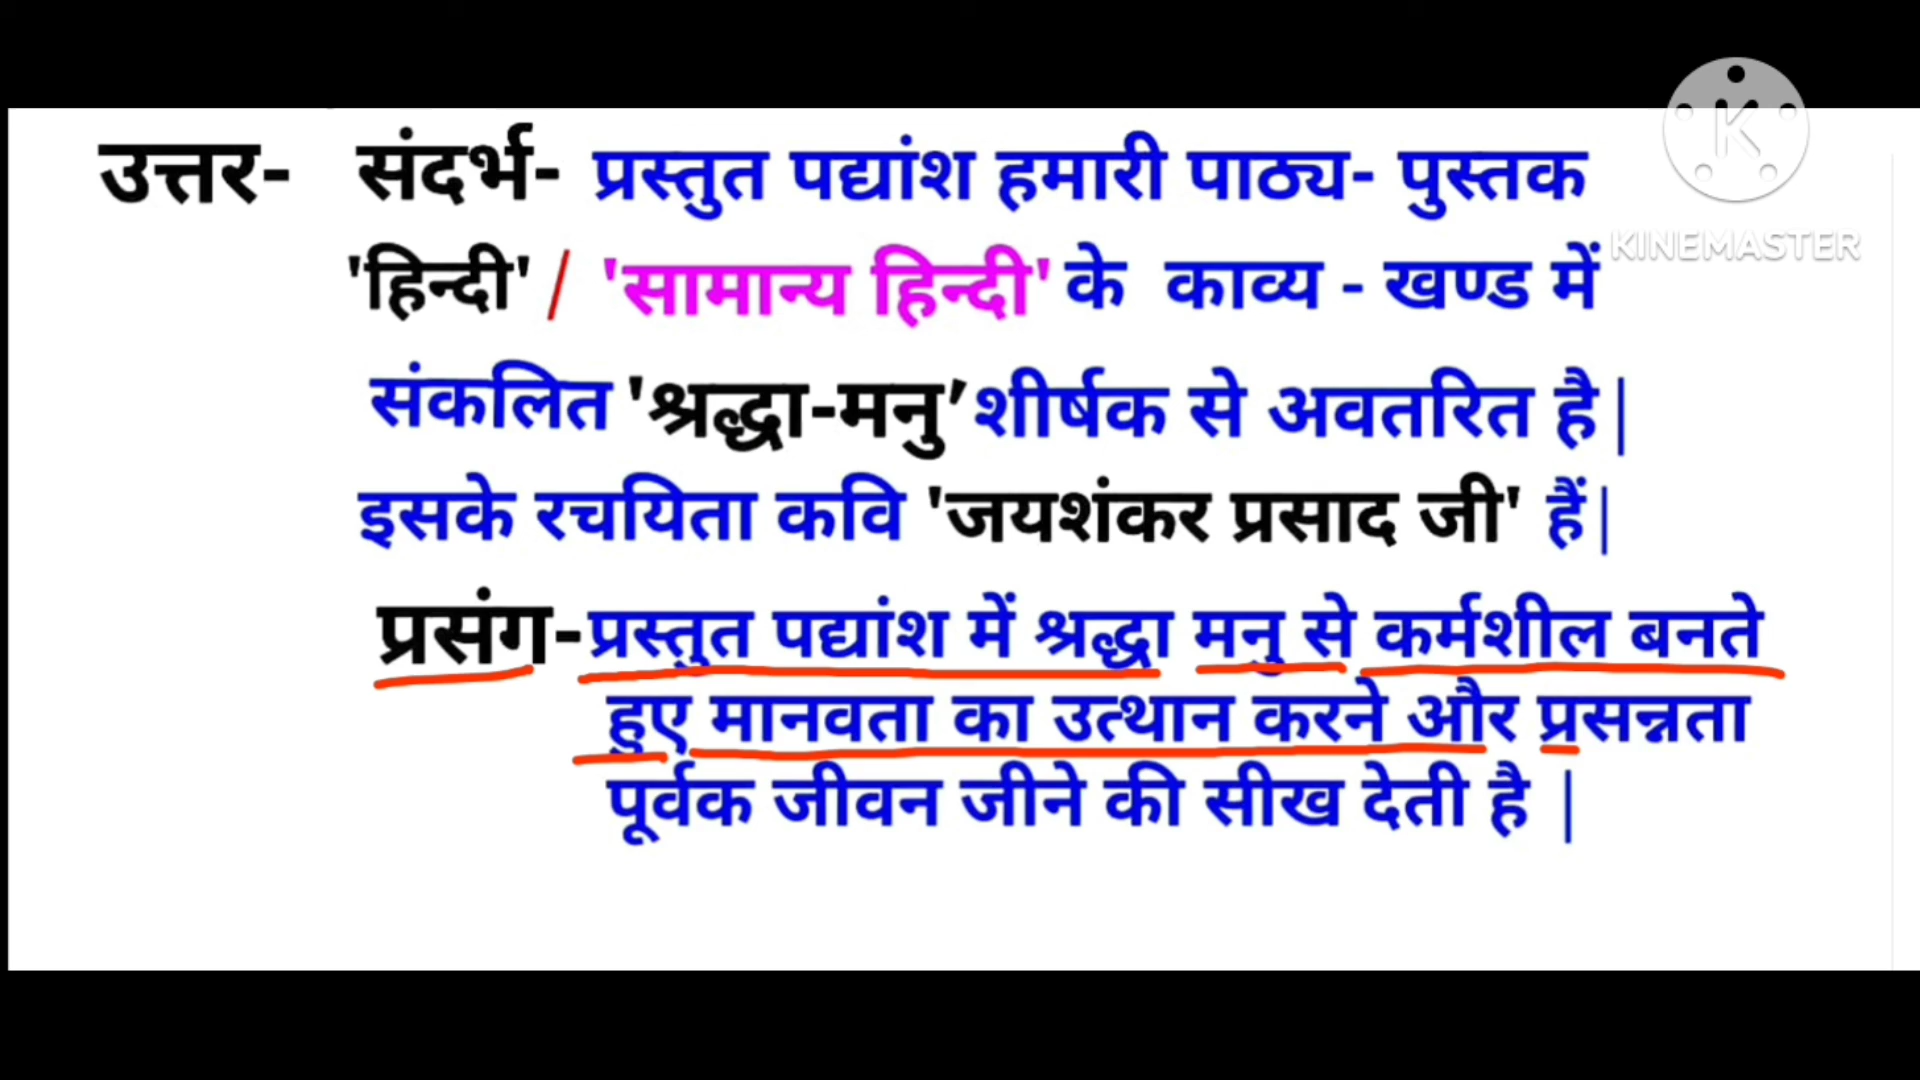 उत्तर- संदर्भ- प्रस्तुत पद्यांश हमारी पाठ्य- पुस्तक
'हिन्दी' / 'सामान्य हिन्दी' के काव्य - खण्ड में
संकलित 'श्रद्धा-मनु’ शीर्षक से अवतरित है|
इसके रचयिता कवि 'जयशंकर प्रसाद जी' हैं|
प्रसंग- प्रस्तुत पद्यांश में श्रद्धा मनु से कर्मशील बनते
हुए मानवता का उत्थान करने और प्रसन्नता
पूर्वक जीवन जीने की सीख देती है |
K
KINEMASTER